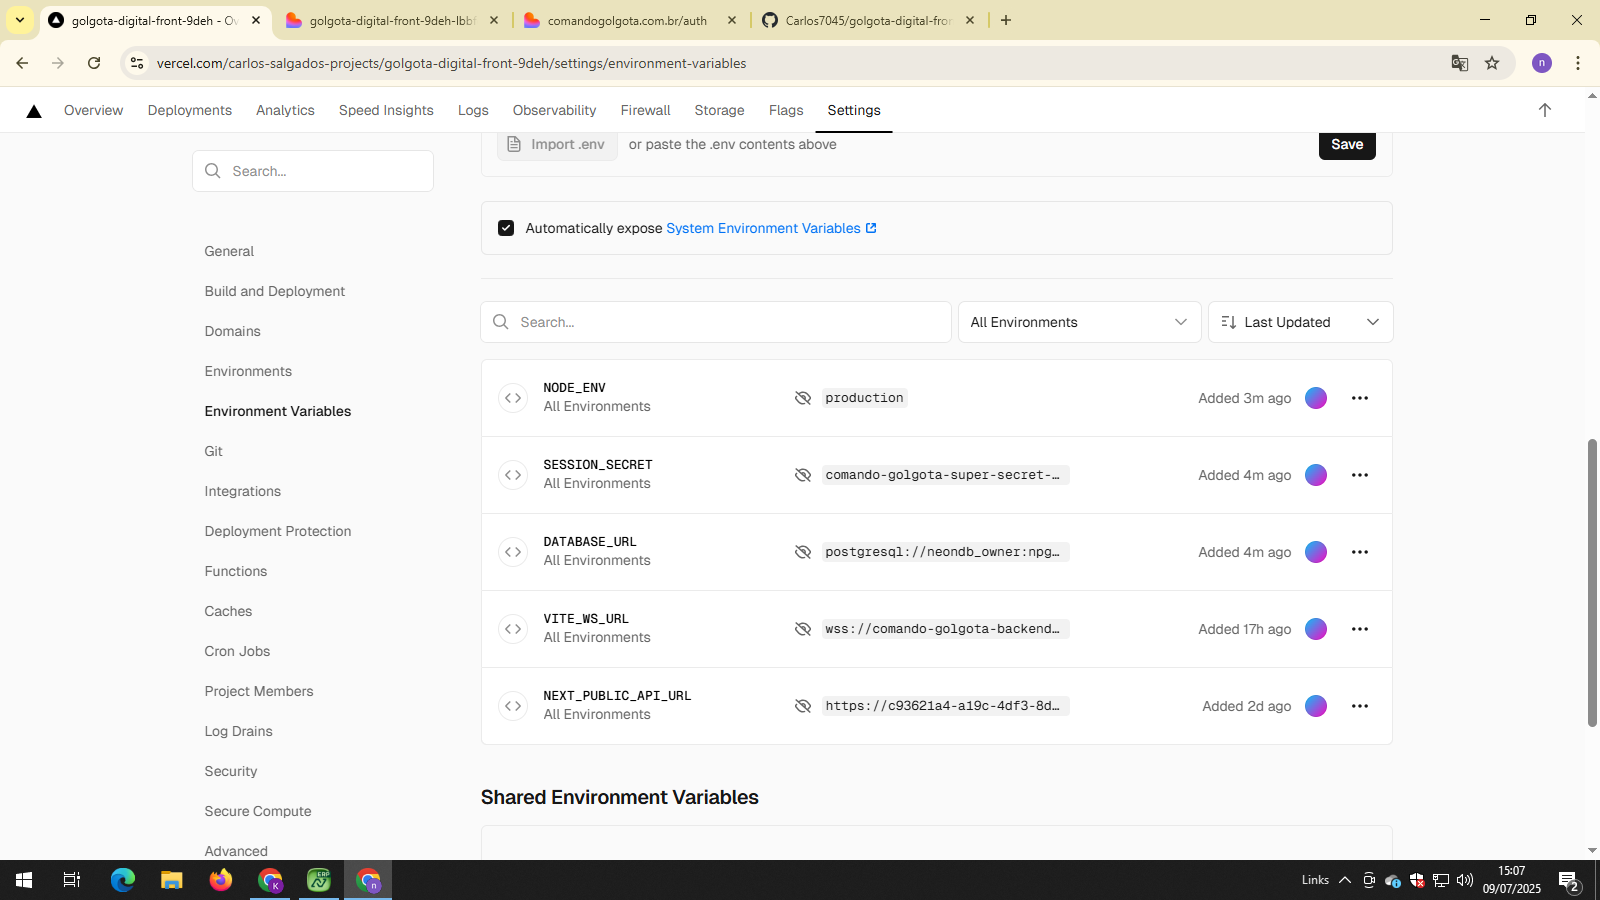 golgota-digital-front-9deh - Ov
golgota-digital-front-9deh-lbbf
comandogolgota.com.br/auth
Carlos7045/golgota-digital-fron
vercel.com/carlos-salgados-projects/golgota-digital-front-9deh/settings/environment-variables
n
Overview
Deployments
Analytics
Speed Insights
Logs
Observability
Firewall
Storage
Flags
Settings
Import .env
or paste the .env contents above
Save
Search...
Automatically expose System Environment Variables
General
Build and Deployment
Domains
Environments
Environment Variables
Git
Integrations
Deployment Protection
Functions
Caches
Cron Jobs
Project Members
Log Drains
Security
Secure Compute
Advanced
Search...
All Environments
Last Updated
NODE_ENV
All Environments
production
Added 3m ago
SESSION_SECRET
All Environments
comando-golgota-super-secret-…
Added 4m ago
DATABASE_URL
All Environments
postgresql://neondb_owner:npg…
Added 4m ago
VITE_WS_URL
All Environments
wss://comando-golgota-backend…
Added 17h ago
NEXT_PUBLIC_API_URL
All Environments
https://c93621a4-a19c-4df3-8d…
Added 2d ago
Shared Environment Variables
K
ERP
n
Links
15:07
09/07/2025
2